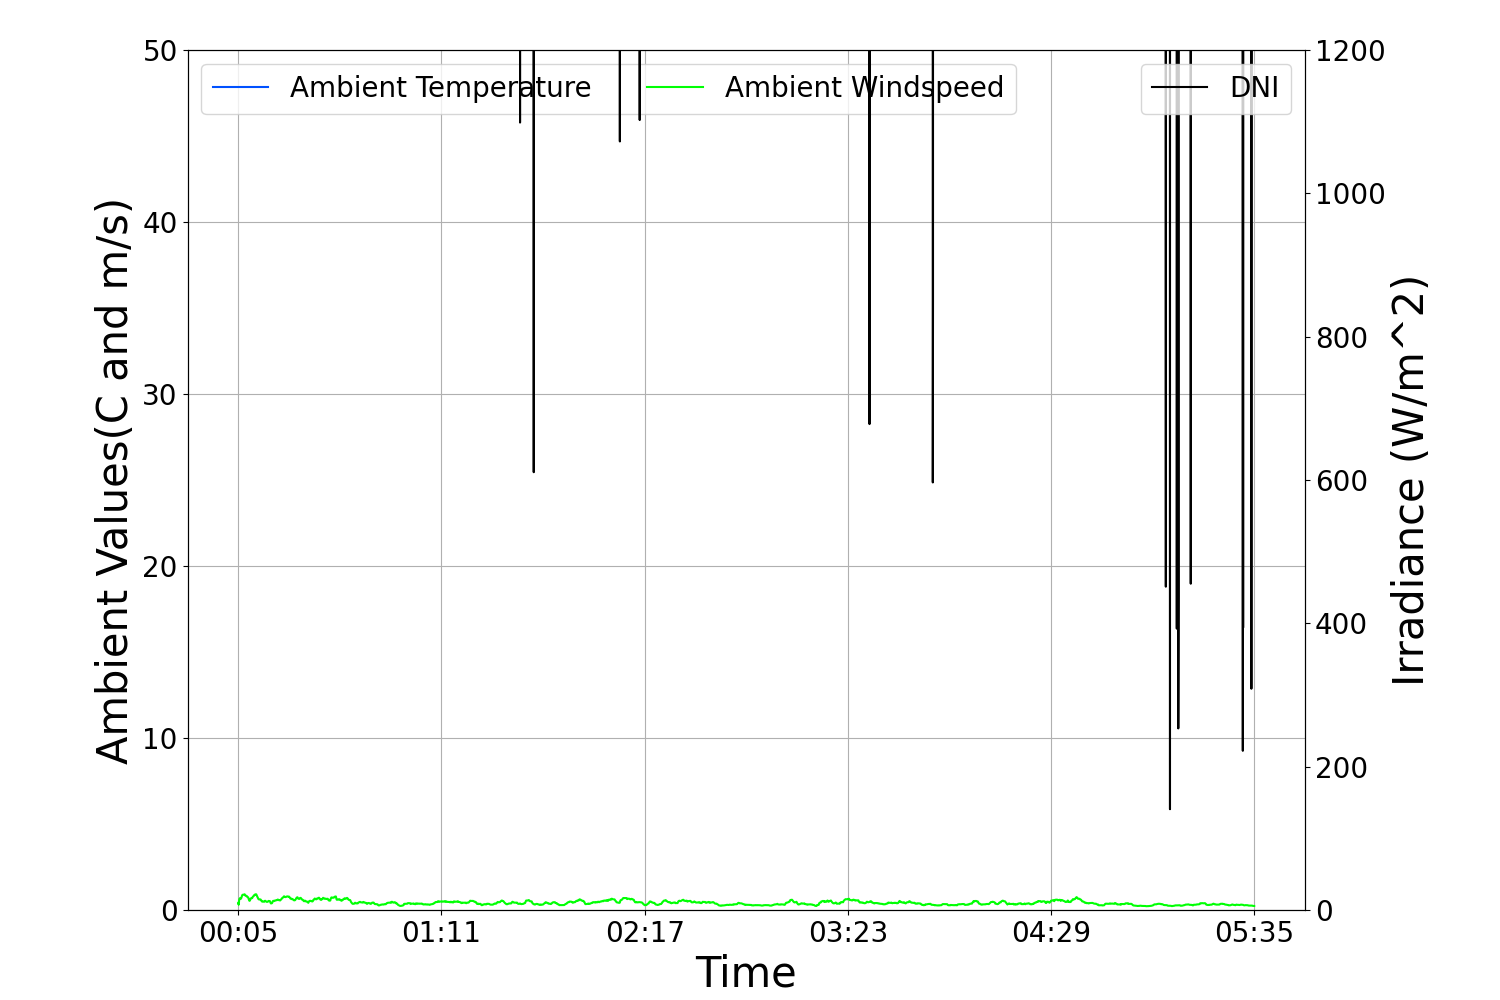 Ambient Temperature
Ambient Windspeed
DNI
50
40
30
20
10
0
Ambient Values(C and m/s)
1200
1000
800
600
400
200
0
Irradiance (W/m^2)
00:05 01:11 02:17 03:23 04:29 05:35
Time